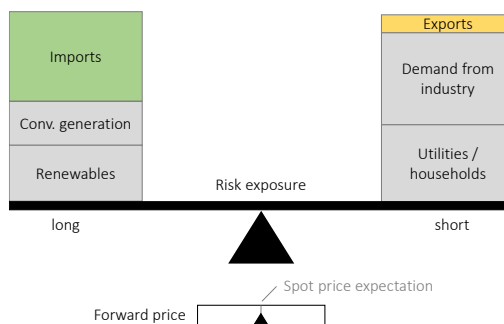 Exports
Imports
Demand from
industry
Conv. generation
Utilities /
households
Renewables
Risk exposure
long
short
Spot price expectation
Forward price